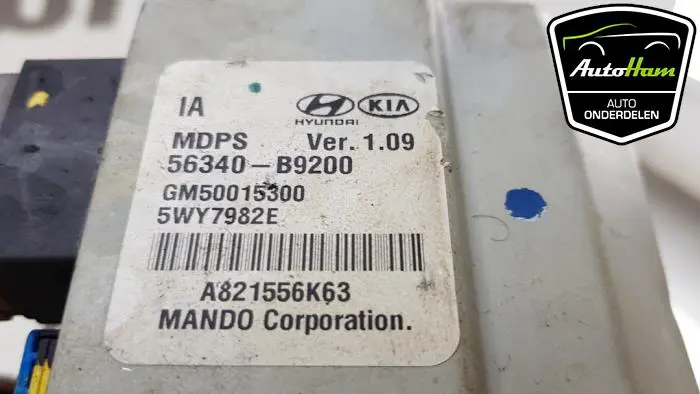 IA
HYUNDAI
KIA
MDPS Ver. 1.09
56340-B9200
GM50015300
5WY7982E
A821556K63
MANDO Corporation.
AUTOHAM
AUTO
ONDERDELEN